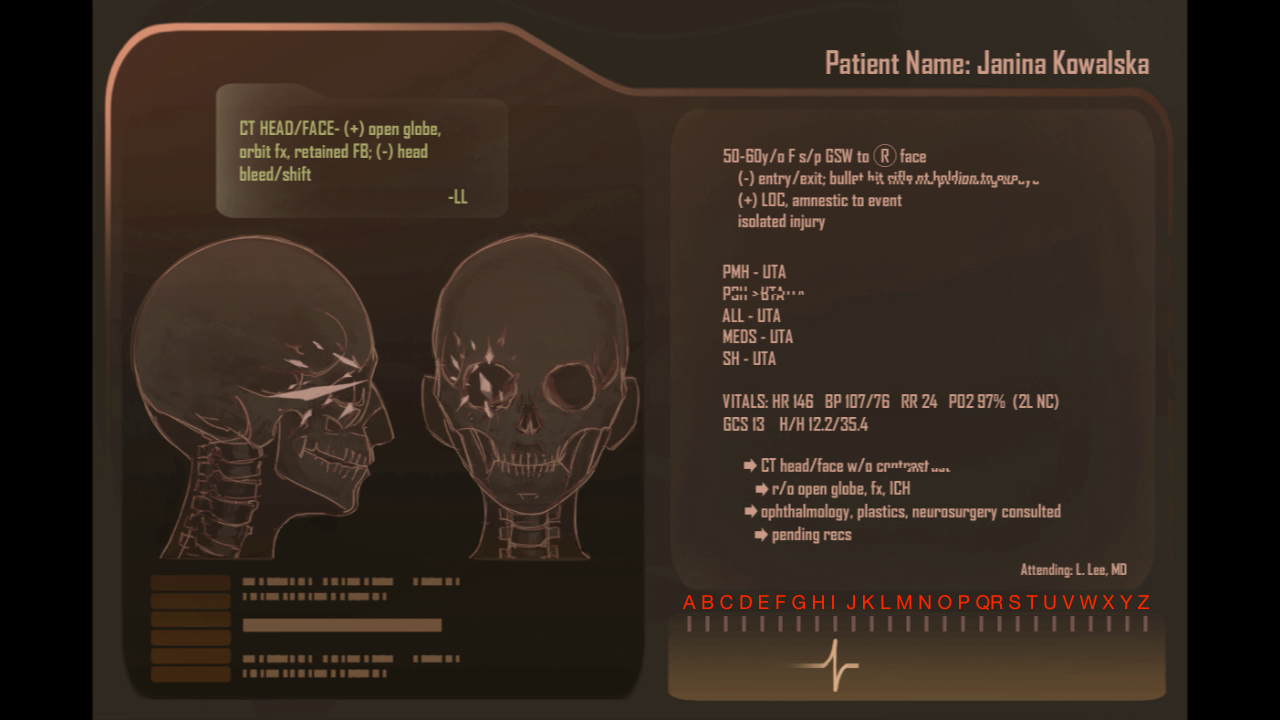 Patient Name: Janina Kowalska
CT HEAD/FACE- (+) open globe,
orbit fx, retained FB; (-) head
bleed/shift
-LL
50-60y/o F s/p GSW to R face
(-) entry/exit; bullet hit rifle
(+) LOC, amnestic to event
isolated injury
PMH - UTA
UTA
ALL - UTA
MEDS - UTA
SH - UTA
VITALS: HR 146 BP 107/76 RR 24 PO2 97% (2L NC)
GCS 13 H/H 12.2/35.4
CT head/face w/o contrast
r/o open globe, fx, ICH
ophthalmology, plastics, neurosurgery consulted
pending recs
Attending: L. Lee, MD
A B C D E F G H I J K L M N O P Q R S T U V W X Y Z